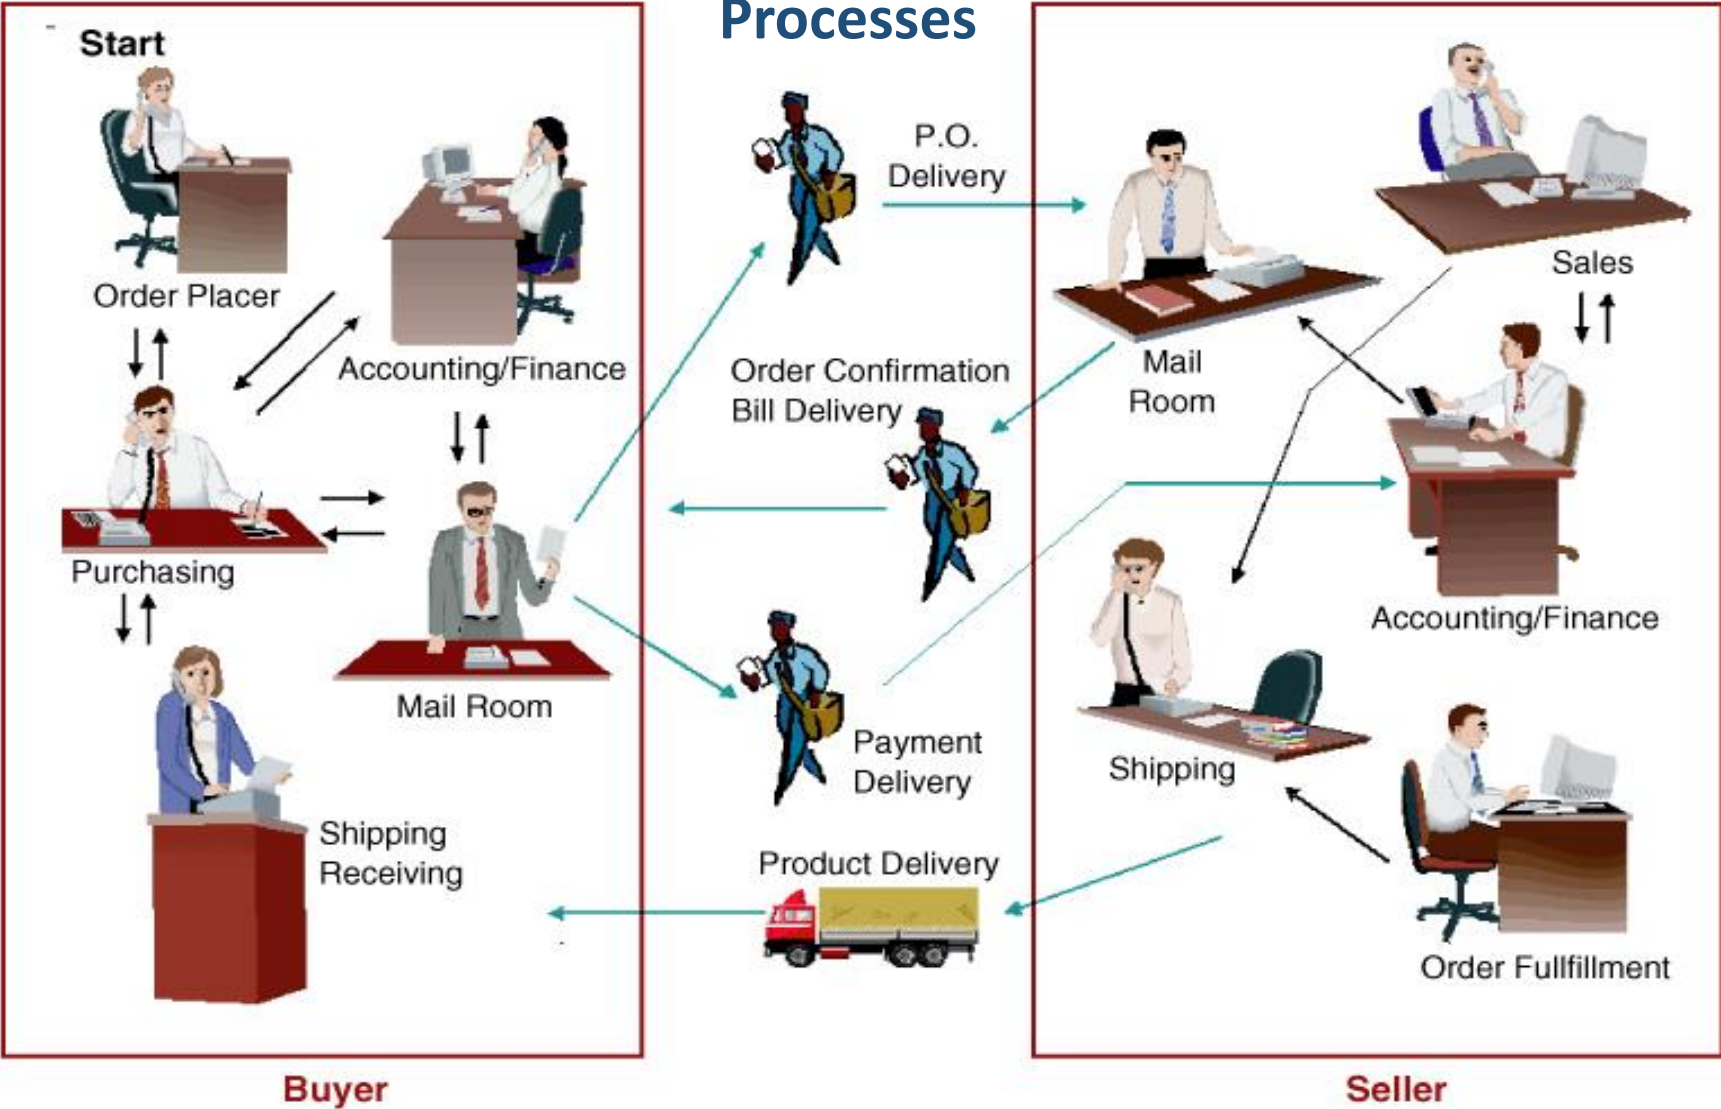 Processes
Start
Order Placer
Accounting/Finance
Purchasing
Mail Room
Shipping
Receiving
P.O.
Delivery
Order Confirmation
Bill Delivery
Payment
Delivery
Product Delivery
Sales
Mail
Room
Accounting/Finance
Shipping
Order Fullfillment
Buyer
Seller